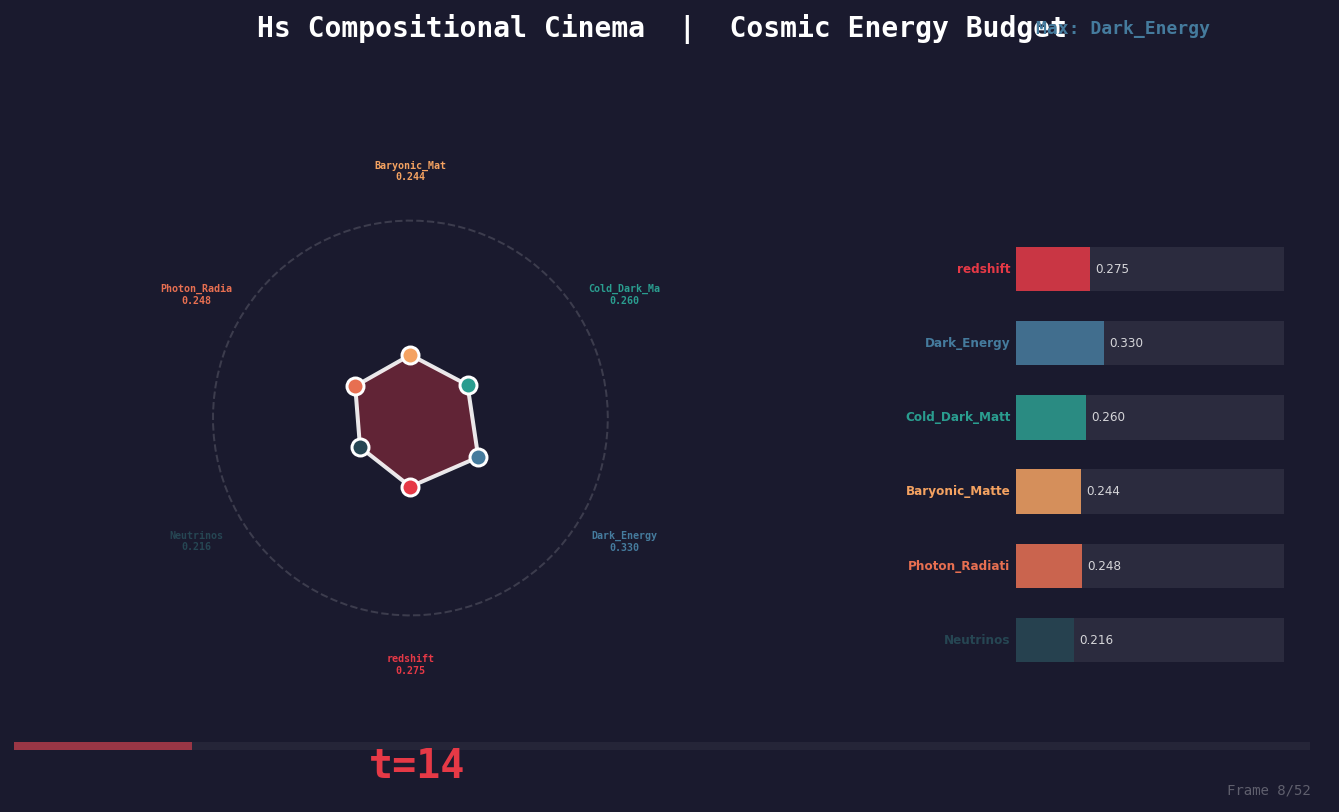 Hs Compositional Cinema | Cosmic Energy Budget
Max: Dark_Energy
Baryonic_Mat
0.244
Photon_Radia
0.248
Cold_Dark_Ma
0.260
Neutrinos
0.216
Dark_Energy
0.330
redshift
0.275
redshift 0.275
Dark_Energy 0.330
Cold_Dark_Matt 0.260
Baryonic_Matte 0.244
Photon_Radiati 0.248
Neutrinos 0.216
t=14
Frame 8/52